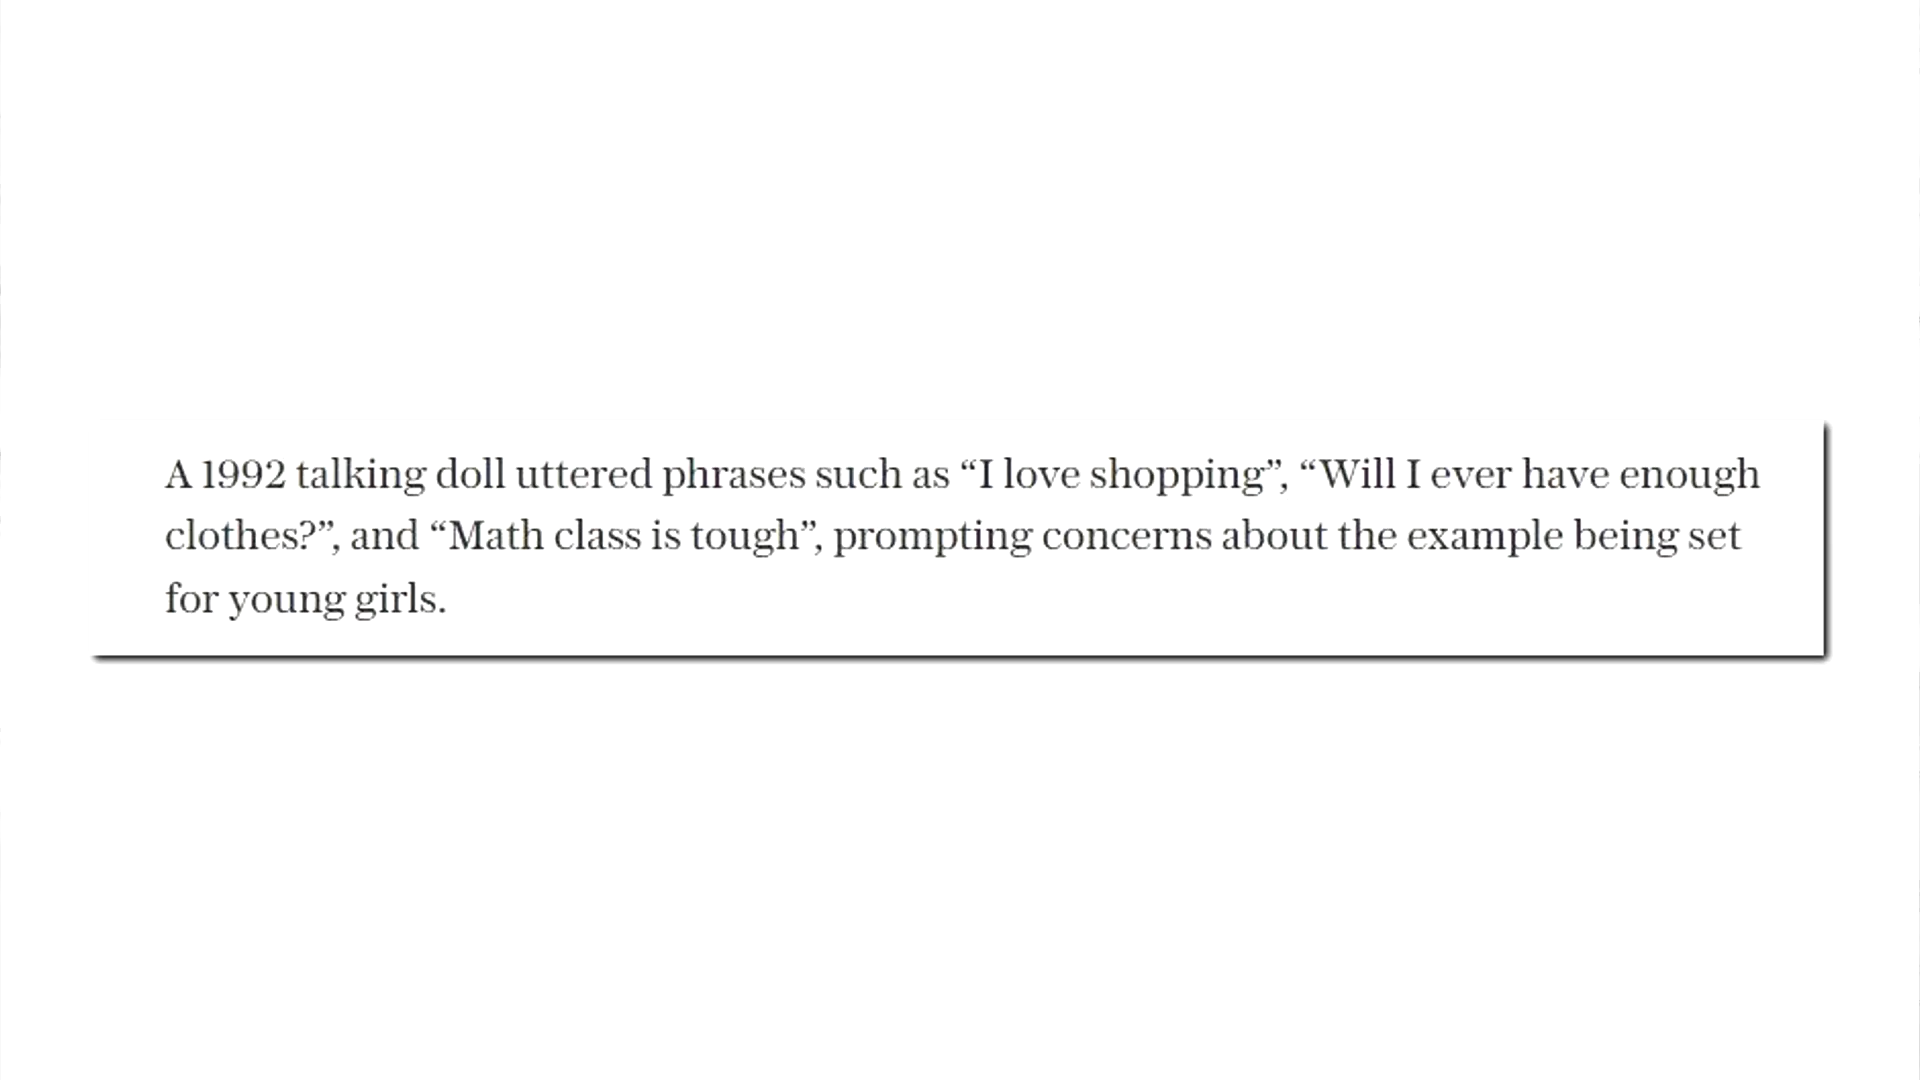 A 1992 talking doll uttered phrases such as “I love shopping”, “Will I ever have enough
clothes?”, and “Math class is tough”, prompting concerns about the example being set
for young girls.